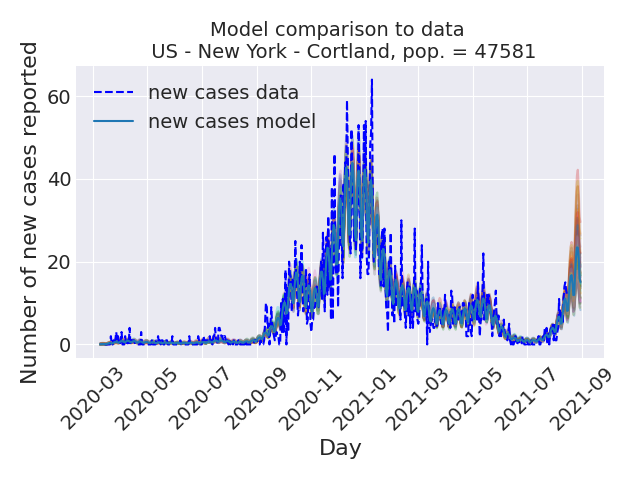 Model comparison to data
US - New York - Cortland, pop. = 47581
Number of new cases reported
60
40
20
0
new cases data
new cases model
2020-03
2020-05
2020-07
2020-09
2020-11
2021-01
2021-03
2021-05
2021-07
2021-09
Day